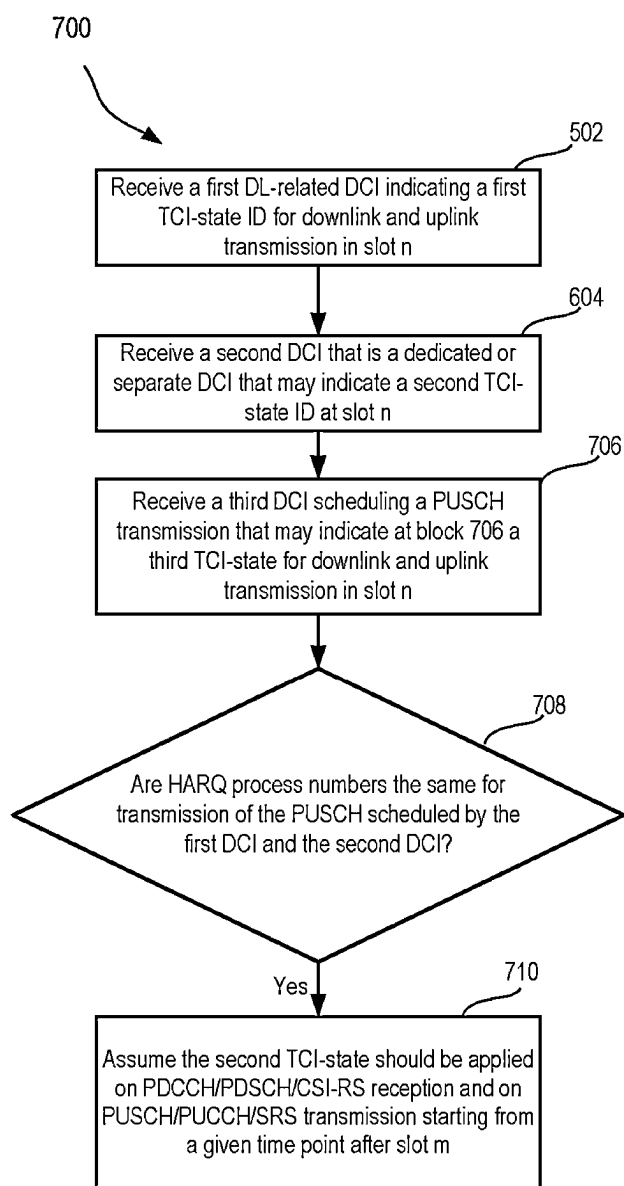 700
502
Receive a first DL-related DCI indicating a first
TCI-state ID for downlink and uplink
transmission in slot n
604
Receive a second DCI that is a dedicated or
separate DCI that may indicate a second TCI-
state ID at slot n
706
Receive a third DCI scheduling a PUSCH
transmission that may indicate at block 706 a
third TCI-state for downlink and uplink
transmission in slot n
708
Are HARQ process numbers the same for
transmission of the PUSCH scheduled by the
first DCI and the second DCI?
Yes
710
Assume the second TCI-state should be applied
on PDCCH/PDSCH/CSI-RS reception and on
PUSCH/PUCCH/SRS transmission starting from
a given time point after slot m